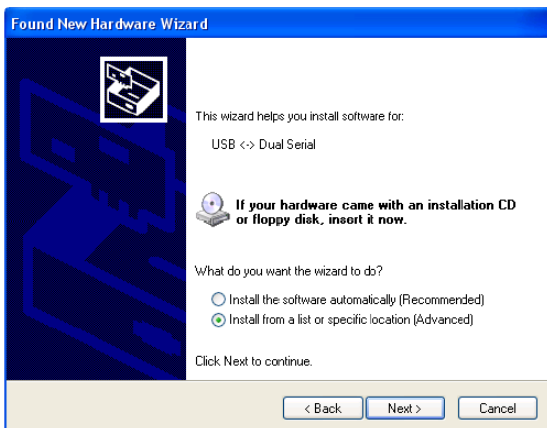 Found New Hardware Wizard
This wizard helps you install software for:
USB <-> Dual Serial
If your hardware came with an installation CD
or floppy disk, insert it now.
What do you want the wizard to do?
Install the software automatically (Recommended)
Install from a list or specific location (Advanced)
Click Next to continue.
< Back Next > Cancel